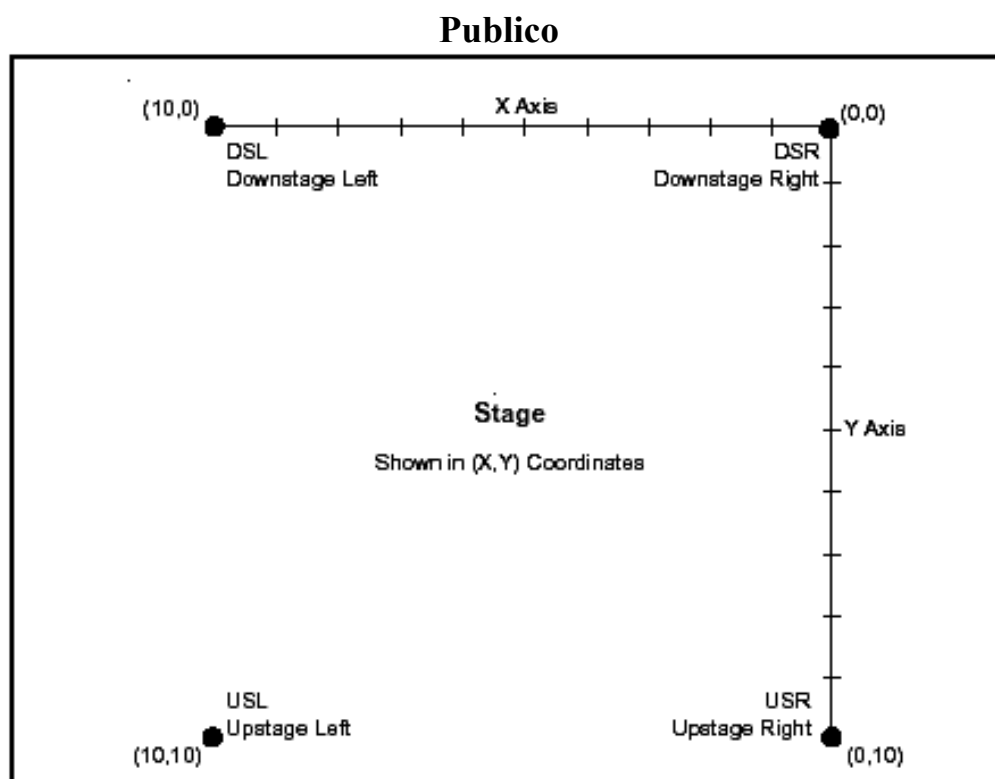 Publico
(10,0)
X Axis
(0,0)
DSL
Downstage Left
DSR
Downstage Right
Stage
Y Axis
Shown in (X,Y) Coordinates
USL
Upstage Left
USR
Upstage Right
(10,10)
(0,10)